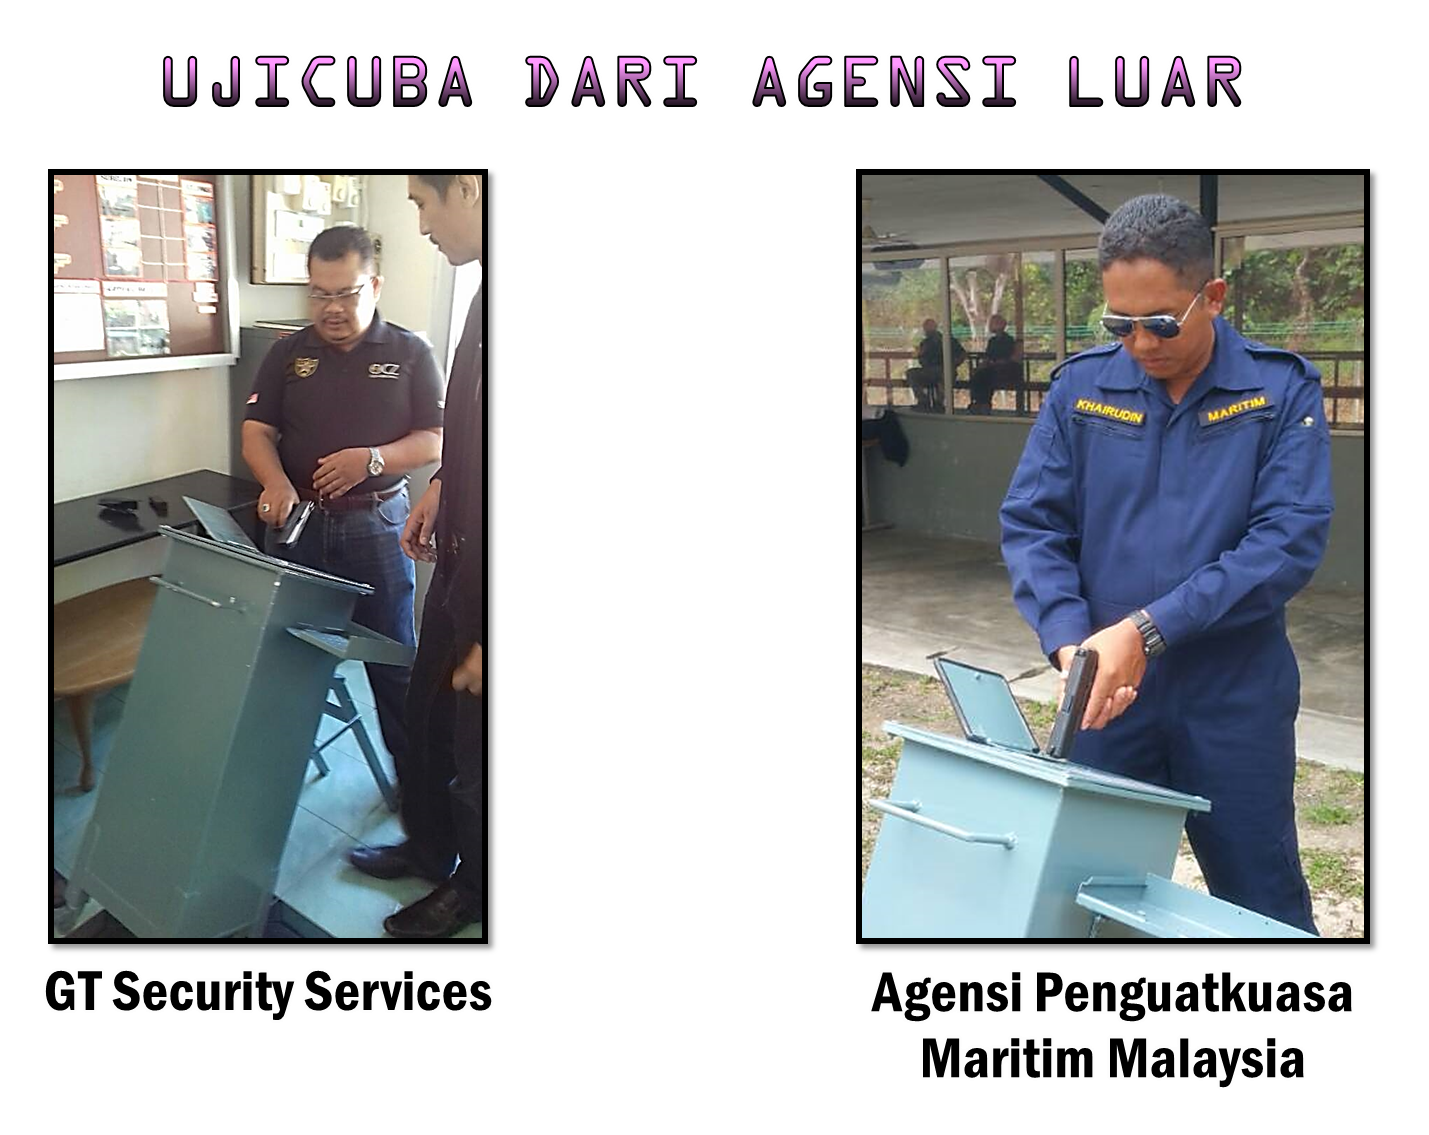 UJICUBA DARI AGENSI LUAR
KHAIRUDIN
MARITIM
GT Security Services
Agensi Penguatkuasa
Maritim Malaysia